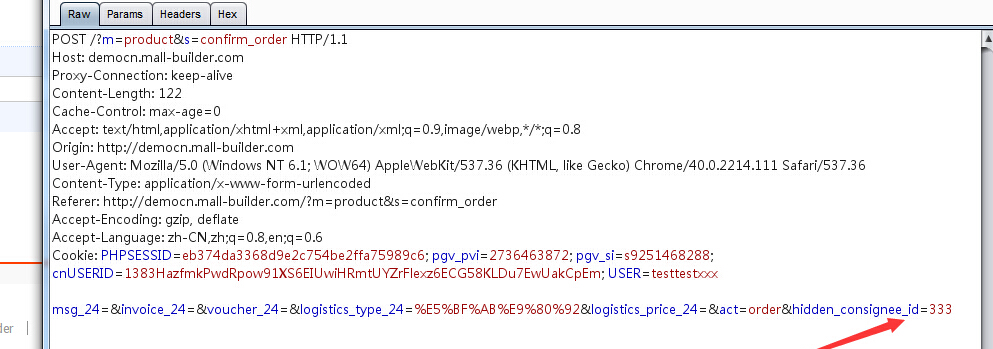 Raw Params Headers Hex
POST /?m=product&s=confirm_order HTTP/1.1
Host: democn.mall-builder.com
Proxy-Connection: keep-alive
Content-Length: 122
Cache-Control: max-age=0
Accept: text/html,application/xhtml+xml,application/xml;q=0.9,image/webp,*/*;q=0.8
Origin: http://democn.mall-builder.com
User-Agent: Mozilla/5.0 (Windows NT 6.1; WOW64) AppleWebKit/537.36 (KHTML, like Gecko) Chrome/40.0.2214.111 Safari/537.36
Content-Type: application/x-www-form-urlencoded
Referer: http://democn.mall-builder.com/?m=product&s=confirm_order
Accept-Encoding: gzip, deflate
Accept-Language: zh-CN,zh;q=0.8,en;q=0.6
Cookie: PHPSESSID=eb374da3368d9e2c754be2ffa75989c6; pgv_pvi=2736463872; pgv_si=s9251468288;
cnUSERID=1383HazfmkPwdRpow91XS6EIUwiHRmtUYZrFlexz6ECG58KLDu7EwUakCpEm; USER=testtestxxx
msg_24=&invoice_24=&voucher_24=&logistics_type_24=%E5%BF%AB%E9%80%92&logistics_price_24=&act=order&hidden_consignee_id=333
der